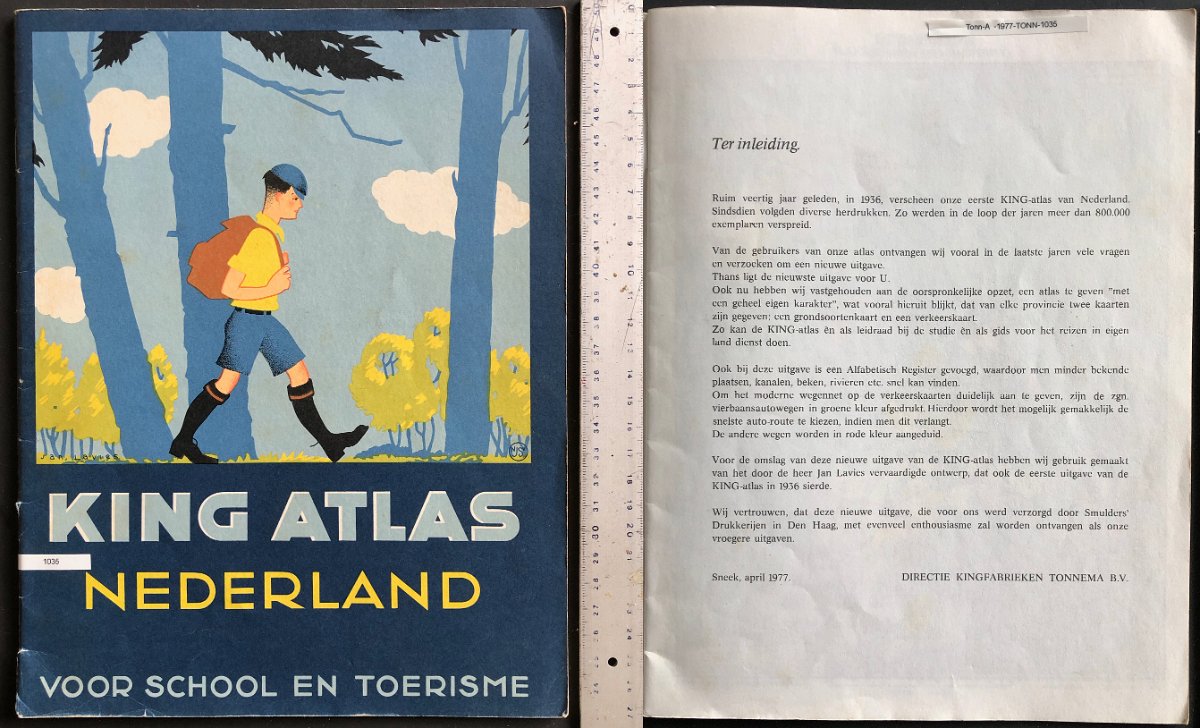 Jan Lavies
KING ATLAS
1035
NEDERLAND
VOOR SCHOOL EN TOERISME
Tonn-A -1977-TONN-1035
Ter inleiding.
Ruim veertig jaar geleden, in 1936, verscheen onze eerste KING-atlas van Nederland.
Sindsdien volgden diverse herdrukken. Zo werden in de loop der jaren meer dan 800.000
exemplaren verspreid.
Van de gebruikers van onze atlas ontvangen wij vooral in de laatste jaren vele vragen
en verzoeken om een nieuwe uitgave.
Thans ligt de nieuwste uitgave voor U.
Ook nu hebben wij vastgehouden aan de oorspronkelijke opzet, een atlas te geven "met
een geheel eigen karakter", wat vooral hieruit blijkt, dat van elke provincie twee kaarten
zijn gegeven: een grondsoortenkaart en een verkeerskaart.
Zo kan de KING-atlas èn als leidraad bij de studie èn als gids voor het reizen in eigen
land dienst doen.
Ook bij deze uitgave is een Alfabetisch Register gevoegd, waardoor men minder bekende
plaatsen, kanalen, beken, rivieren etc. snel kan vinden.
Om het moderne wegennet op de verkeerskaarten duidelijk aan te geven, zijn de zgn.
vierbaansautowegen in groene kleur afgedrukt. Hierdoor wordt het mogelijk gemakkelijk de
snelste auto-route te kiezen, indien men dit verlangt.
De andere wegen worden in rode kleur aangeduid.
Voor de omslag van deze nieuwe uitgave van de KING-atlas hebben wij gebruik gemaakt
van het door de heer Jan Lavies vervaardigde ontwerp, dat ook de eerste uitgave van de
KING-atlas in 1936 sierde.
Wij vertrouwen, dat deze nieuwe uitgave, die voor ons werd verzorgd door Smulders'
Drukkerijen in Den Haag, met evenveel enthousiasme zal worden ontvangen als onze
vroegere uitgaven.
Sneek, april 1977. DIRECTIE KINGFABRIEKEN TONNEMA B.V.